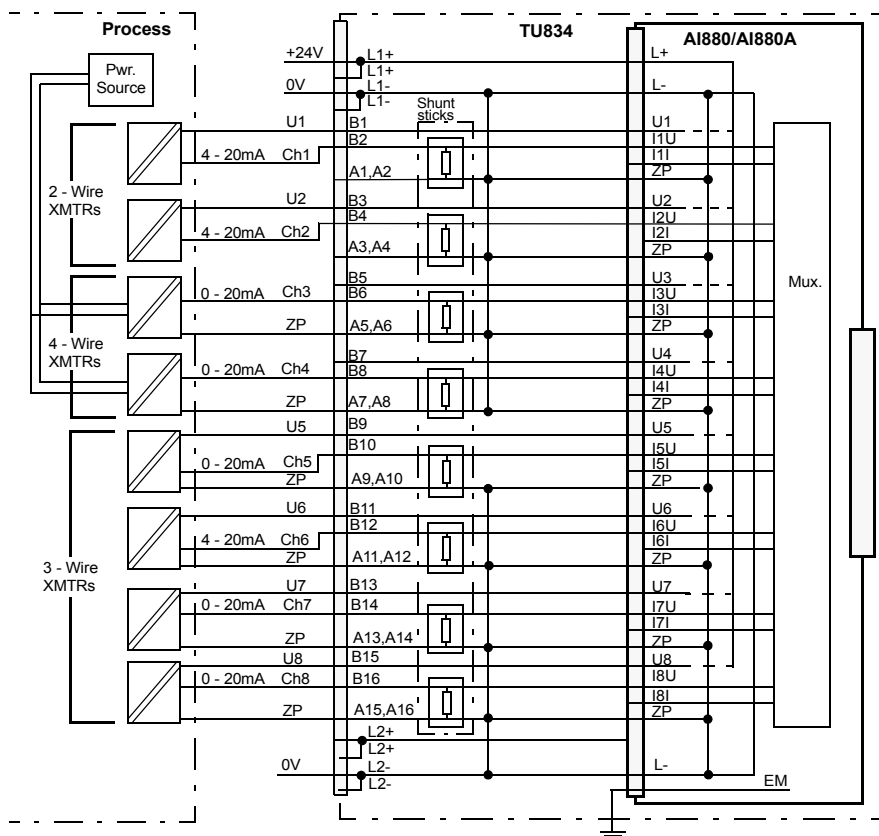 Process
TU834
AI880/AI880A
+24V
L1+
L+
Pwr.
Source
L1+
0V
L1-
L-
L1-
Shunt
sticks
U1
B1
U1
B2
I1U
4 - 20mA
Ch1
I1I
A1,A2
ZP
2 - Wire
XMTRs
U2
B3
U2
B4
I2U
4 - 20mA
Ch2
I2I
A3,A4
ZP
B5
U3
Mux.
0 - 20mA
Ch3
B6
I3U
I3I
ZP
A5,A6
ZP
4 - Wire
XMTRs
B7
U4
0 - 20mA
Ch4
B8
I4U
I4I
ZP
A7,A8
ZP
U5
B9
U5
B10
I5U
0 - 20mA
Ch5
I5I
ZP
A9,A10
ZP
U6
B11
U6
B12
I6U
4 - 20mA
Ch6
I6I
ZP
A11,A12
ZP
3 - Wire
XMTRs
U7
B13
U7
0 - 20mA
Ch7
B14
I7U
I7I
ZP
A13,A14
ZP
U8
B15
U8
0 - 20mA
Ch8
B16
I8U
I8I
ZP
A15,A16
ZP
L2+
L2+
0V
L2-
L-
L2-
EM